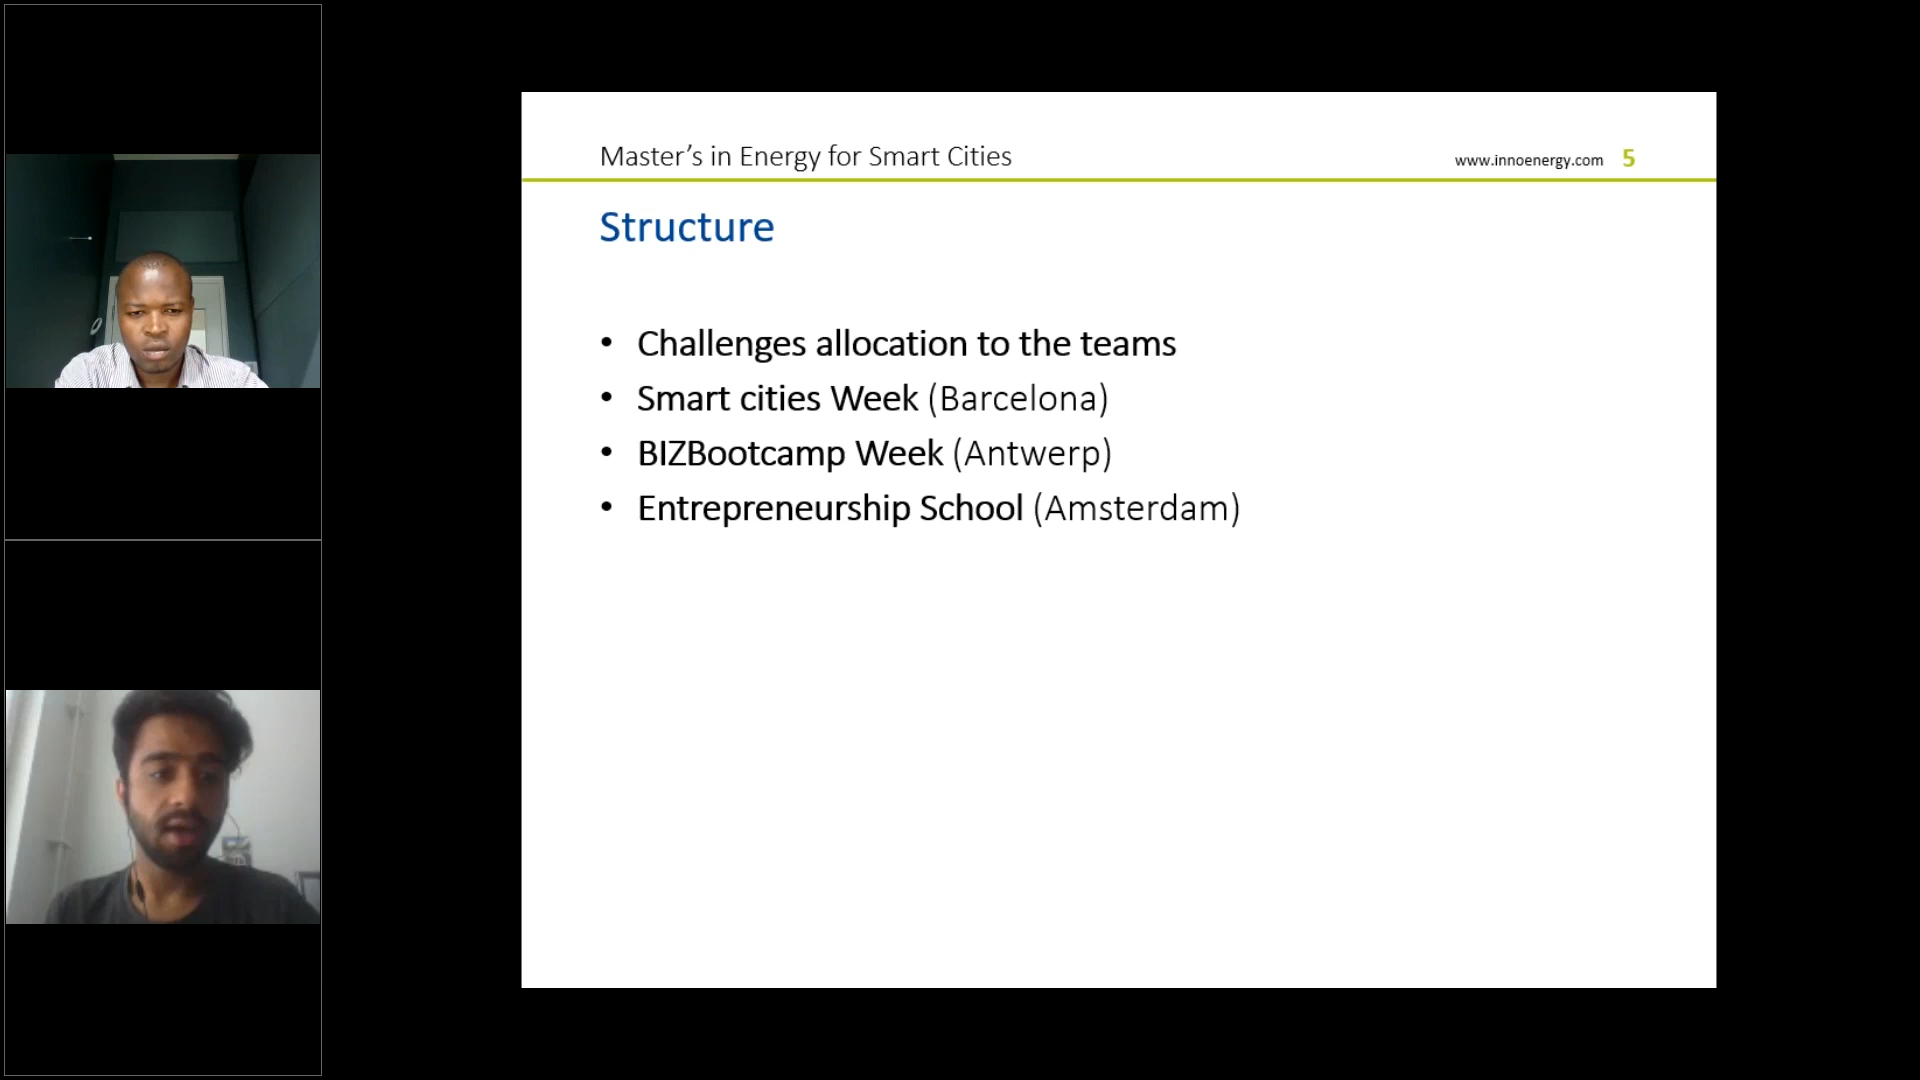 Master’s in Energy for Smart Cities
www.innoenergy.com 5
Structure
• Challenges allocation to the teams
• Smart cities Week (Barcelona)
• BIZBootcamp Week (Antwerp)
• Entrepreneurship School (Amsterdam)